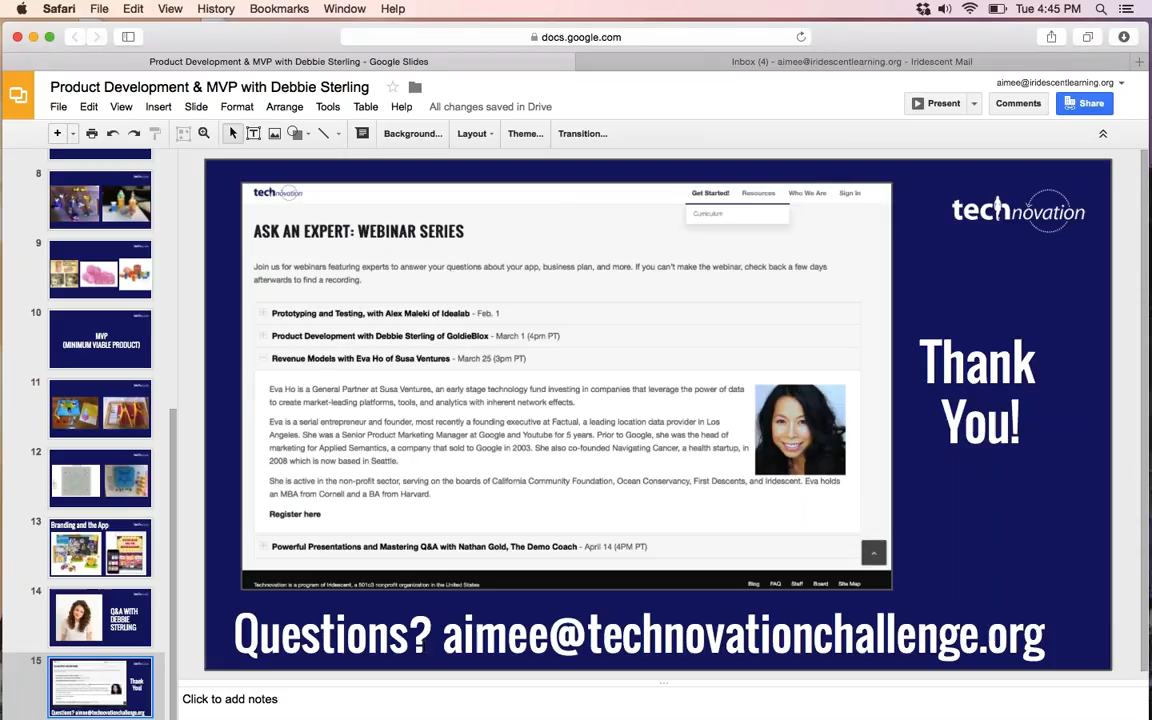 Safari File Edit View History Bookmarks Window Help Tue 4:45 PM
docs.google.com
Product Development & MVP with Debbie Sterling - Google Slides
Inbox (4) - aimee@iridescentlearning.org - Iridescent Mail
Product Development & MVP with Debbie Sterling
aimee@iridescentlearning.org
File Edit View Insert Slide Format Arrange Tools Table Help All changes saved in Drive
Present Comments Share
Background... Layout Theme... Transition...
8
9
10
MVP
(MINIMUM VIABLE PRODUCT)
11
12
13
Branding and the App
14
Q&A WITH
DEBBIE
STERLING
15
Thank
You!
Questions? aimee@technovationchallenge.org
technovation
Get Started! Resources Who We Are Sign In
Curriculum
ASK AN EXPERT: WEBINAR SERIES
Join us for webinars featuring experts to answer your questions about your app, business plan, and more. If you can't make the webinar, check back a few days
afterwards to find a recording.
Prototyping and Testing, with Alex Maleki of Idealab - Feb. 1
Product Development with Debbie Sterling of GoldieBlox - March 1 (4pm PT)
Revenue Models with Eva Ho of Susa Ventures - March 25 (3pm PT)
Eva Ho is a General Partner at Susa Ventures, an early stage technology fund investing in companies that leverage the power of data
to create market-leading platforms, tools, and analytics with inherent network effects.
Eva is a serial entrepreneur and founder, most recently a founding executive at Factual, a leading location data provider in Los
Angeles. She was a Senior Product Marketing Manager at Google and Youtube for 5 years. Prior to Google, she was the head of
marketing for Applied Semantics, a company that sold to Google in 2003. She also co-founded Navigating Cancer, a health startup, in
2008 which is now based in Seattle.
She is active in the non-profit sector, serving on the boards of California Community Foundation, Ocean Conservancy, First Descents, and Iridescent. Eva holds
an MBA from Cornell and a BA from Harvard.
Register here
Powerful Presentations and Mastering Q&A with Nathan Gold, The Demo Coach - April 14 (4PM PT)
Technovation is a program of Iridescent, a 501c3 nonprofit organization in the United States
Blog FAQ Staff Board Site Map
technovation
Thank
You!
Questions? aimee@technovationchallenge.org
Click to add notes